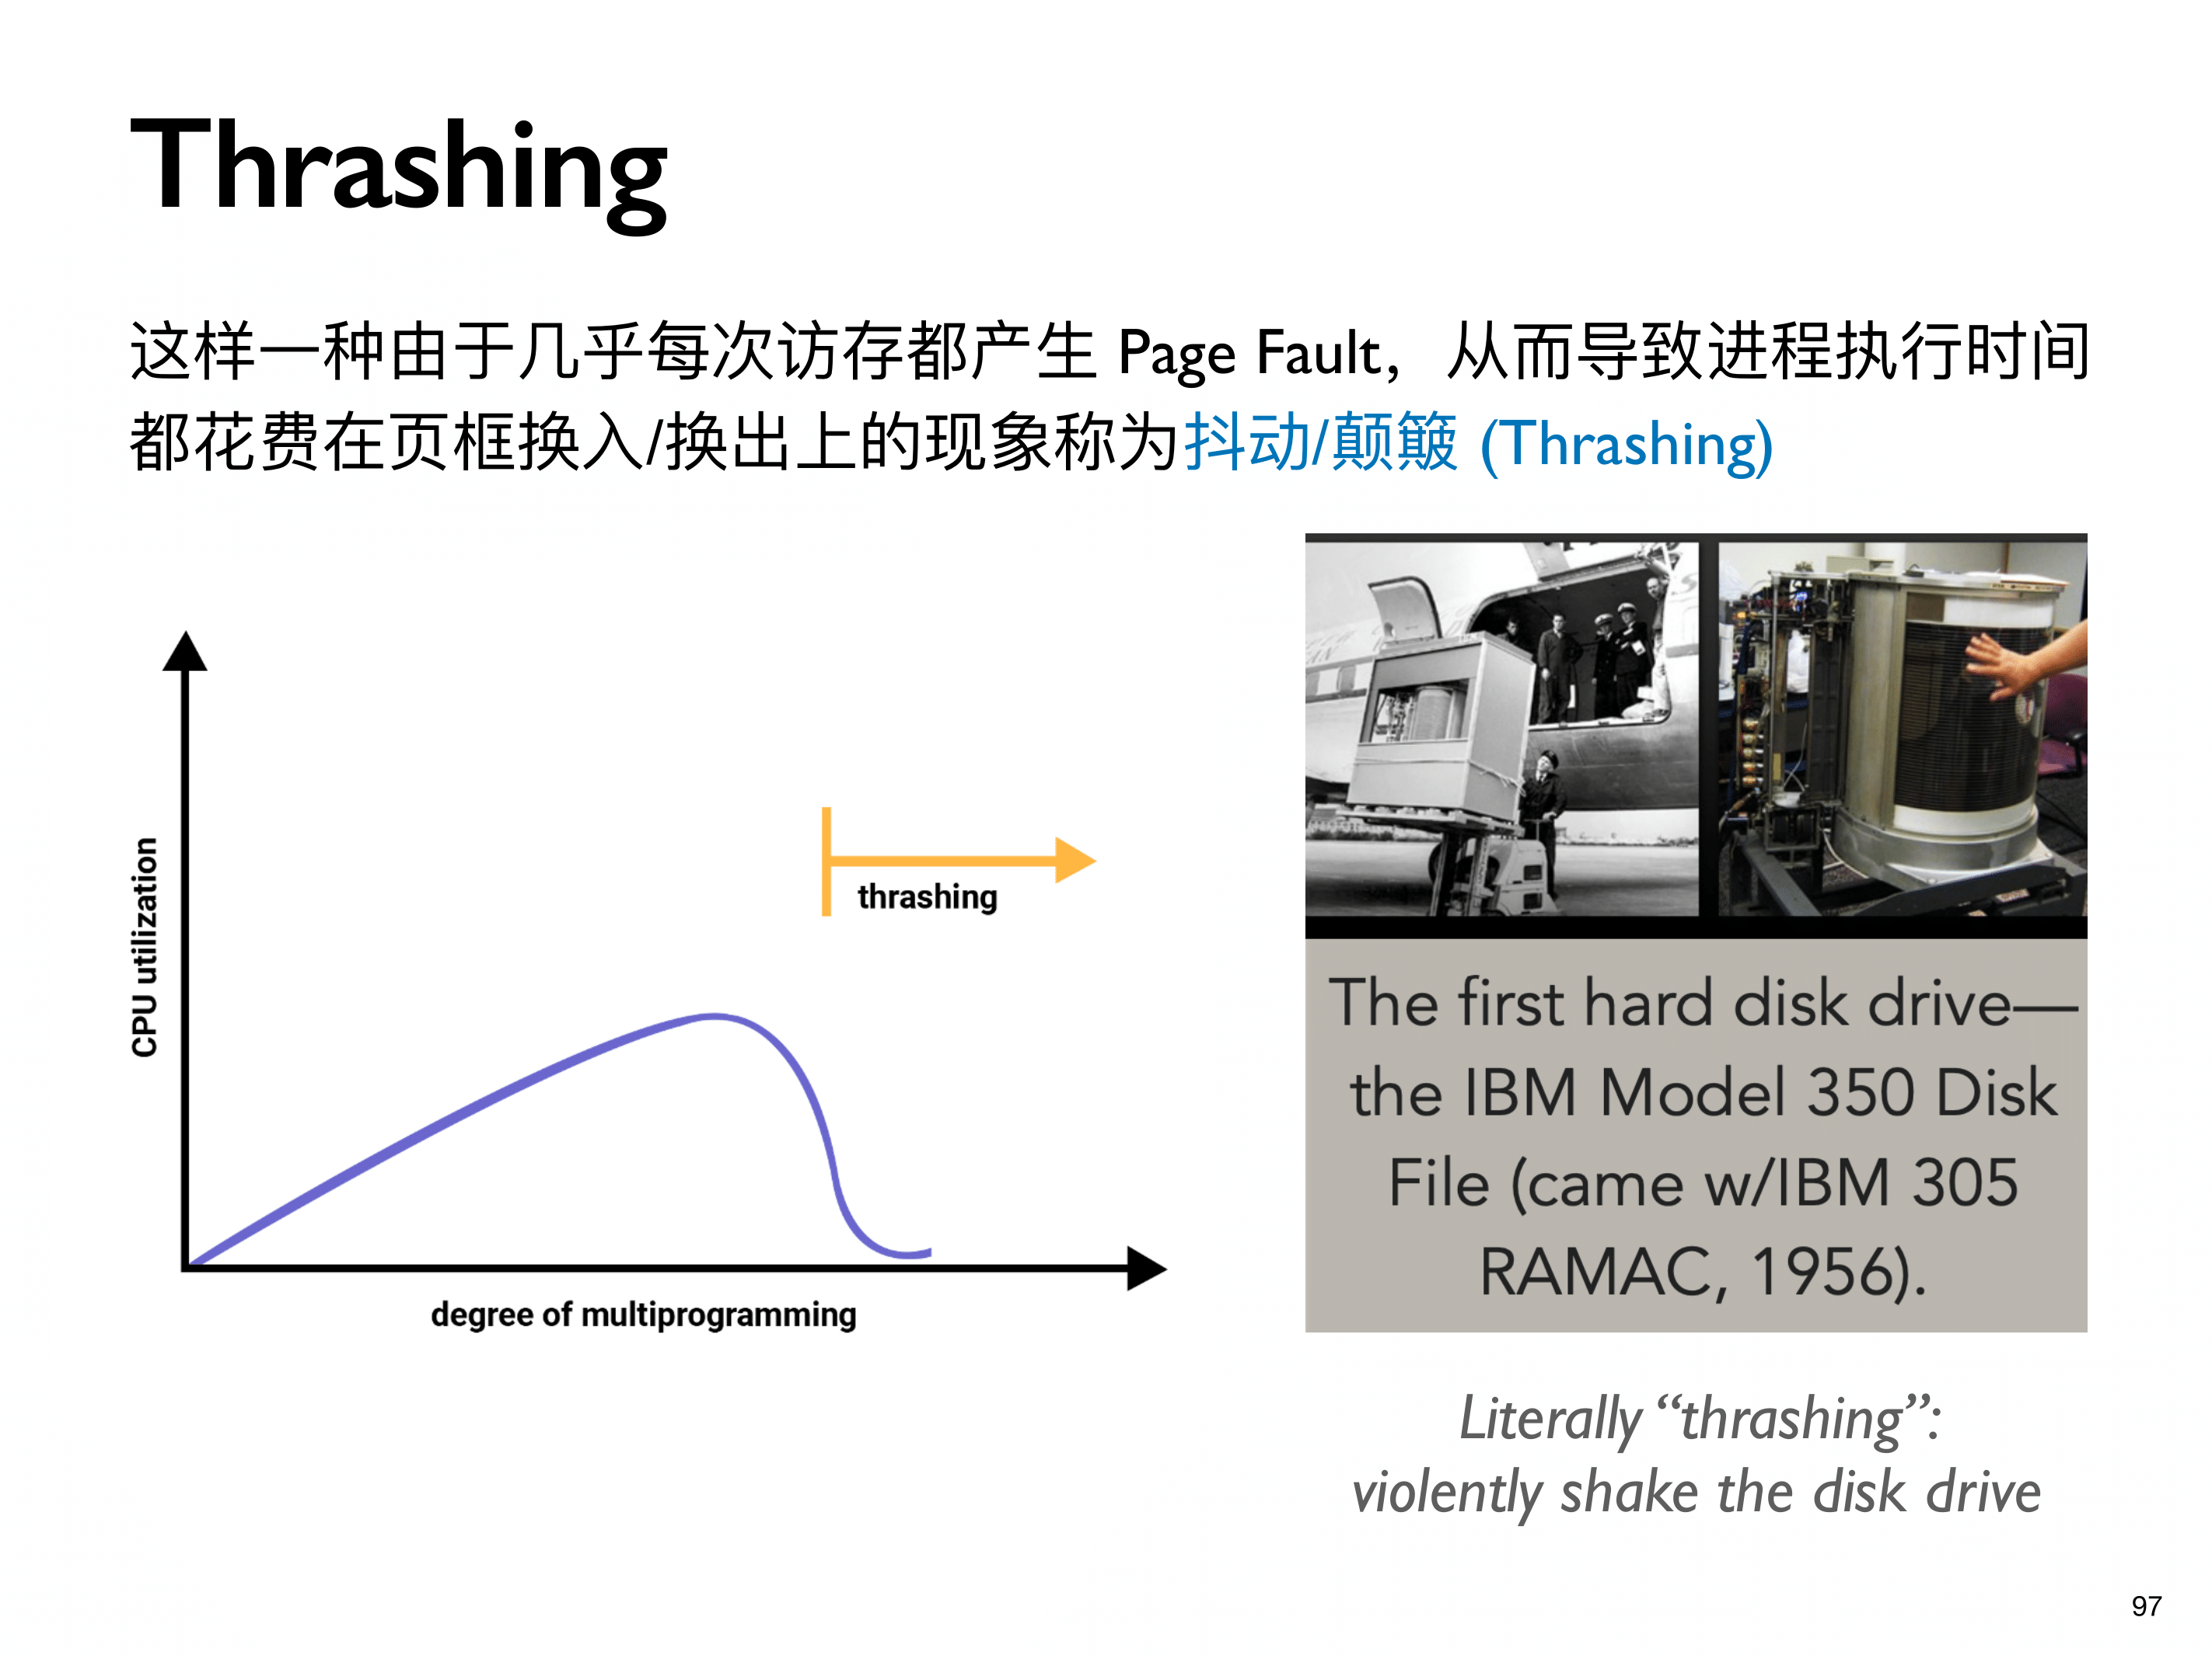 Thrashing
这样一种由于几乎每次访存都产生 Page Fault，从而导致进程执行时间
都花费在页框换入/换出上的现象称为抖动/颠簸 (Thrashing)
CPU utilization
thrashing
degree of multiprogramming
The first hard disk drive—
the IBM Model 350 Disk
File (came w/IBM 305
RAMAC, 1956).
Literally “thrashing”:
violently shake the disk drive
97